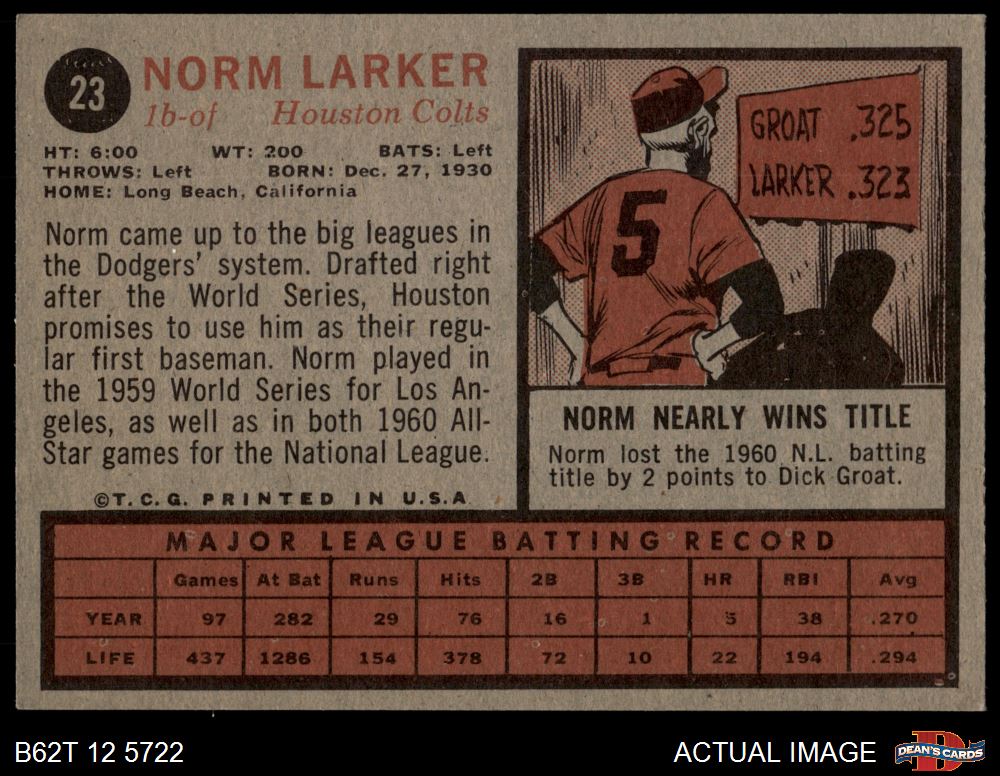 23
NORM LARKER
1b-of Houston Colts
HT: 6:00 WT: 200 BATS: Left
THROWS: Left BORN: Dec. 27, 1930
HOME: Long Beach, California
Norm came up to the big leagues in
the Dodgers' system. Drafted right
after the World Series, Houston
promises to use him as their regu-
lar first baseman. Norm played in
the 1959 World Series for Los An-
geles, as well as in both 1960 All-
Star games for the National League.
©T.C.G. PRINTED IN U.S.A
GROAT .325
LARKER .323
5
NORM NEARLY WINS TITLE
Norm lost the 1960 N.L. batting
title by 2 points to Dick Groat.
MAJOR LEAGUE BATTING RECORD
Games At Bat Runs Hits 2B 3B HR RBI Avg
YEAR 97 282 29 76 16 1 5 38 .270
LIFE 437 1286 154 378 72 10 22 194 .294
B62T 12 5722
ACTUAL IMAGE
D
DEAN'S CARDS